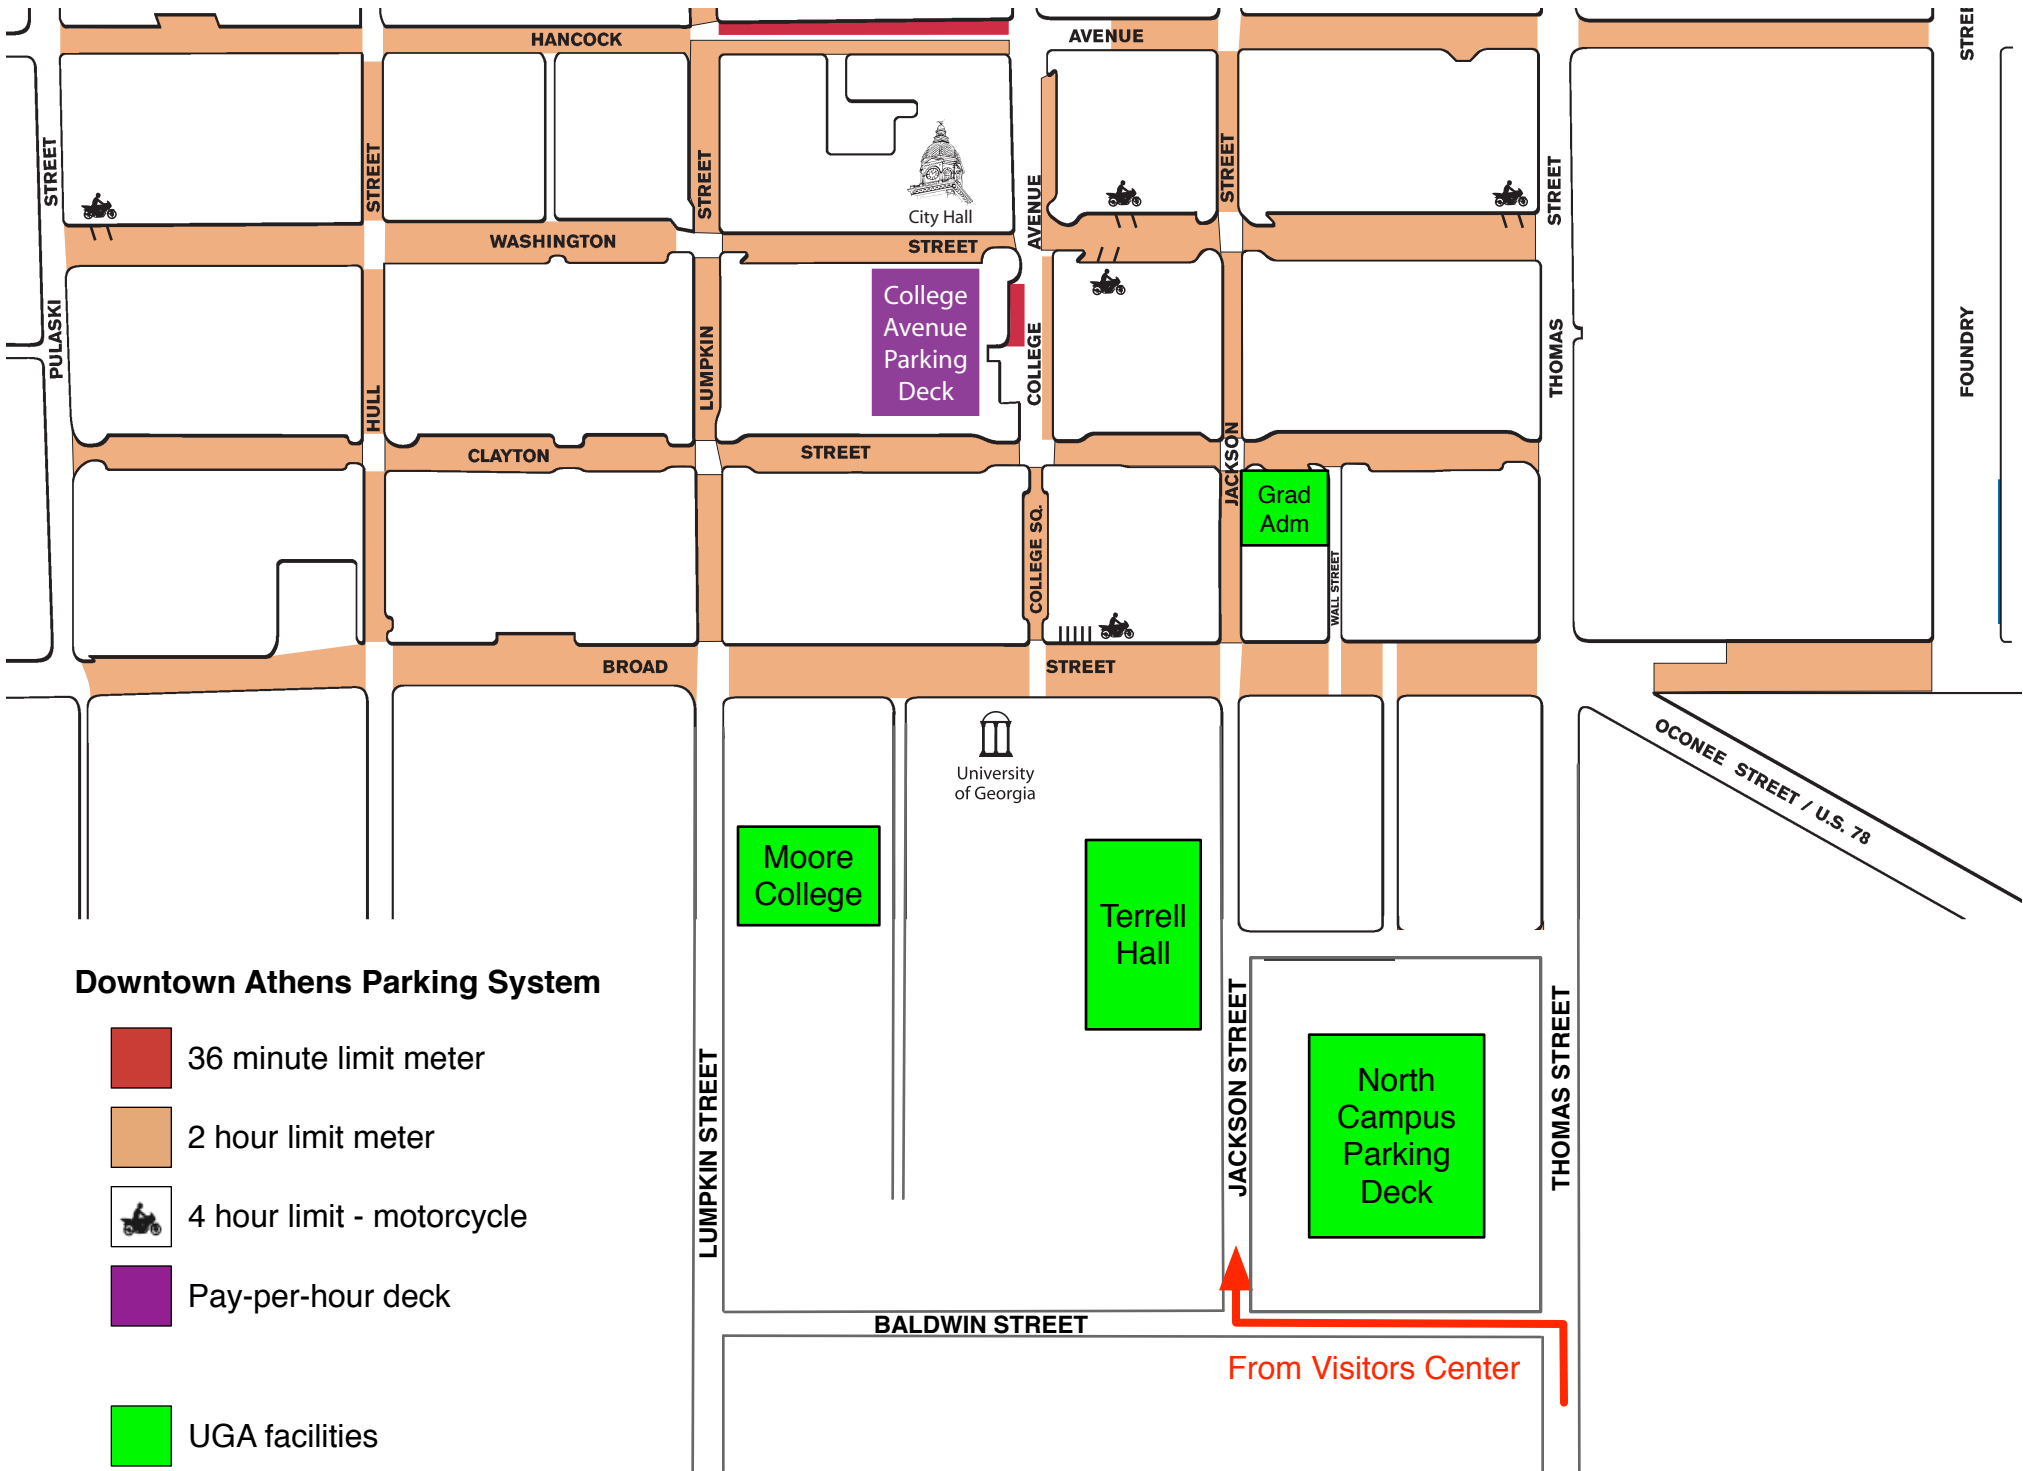 HANCOCK
AVENUE
STREE
STREET
STREET
STREET
City Hall
AVENUE
STREET
STREET
WASHINGTON
STREET
PULASKI
HULL
LUMPKIN
College
Avenue
Parking
Deck
COLLEGE
THOMAS
FOUNDRY
CLAYTON
STREET
JACKSON
Grad
Adm
COLLEGE SQ.
WALL STREET
BROAD
STREET
University
of Georgia
OCONEE STREET / U.S. 78
Moore
College
Terrell
Hall
Downtown Athens Parking System
36 minute limit meter
2 hour limit meter
4 hour limit - motorcycle
Pay-per-hour deck
UGA facilities
LUMPKIN STREET
JACKSON STREET
North
Campus
Parking
Deck
THOMAS STREET
BALDWIN STREET
From Visitors Center